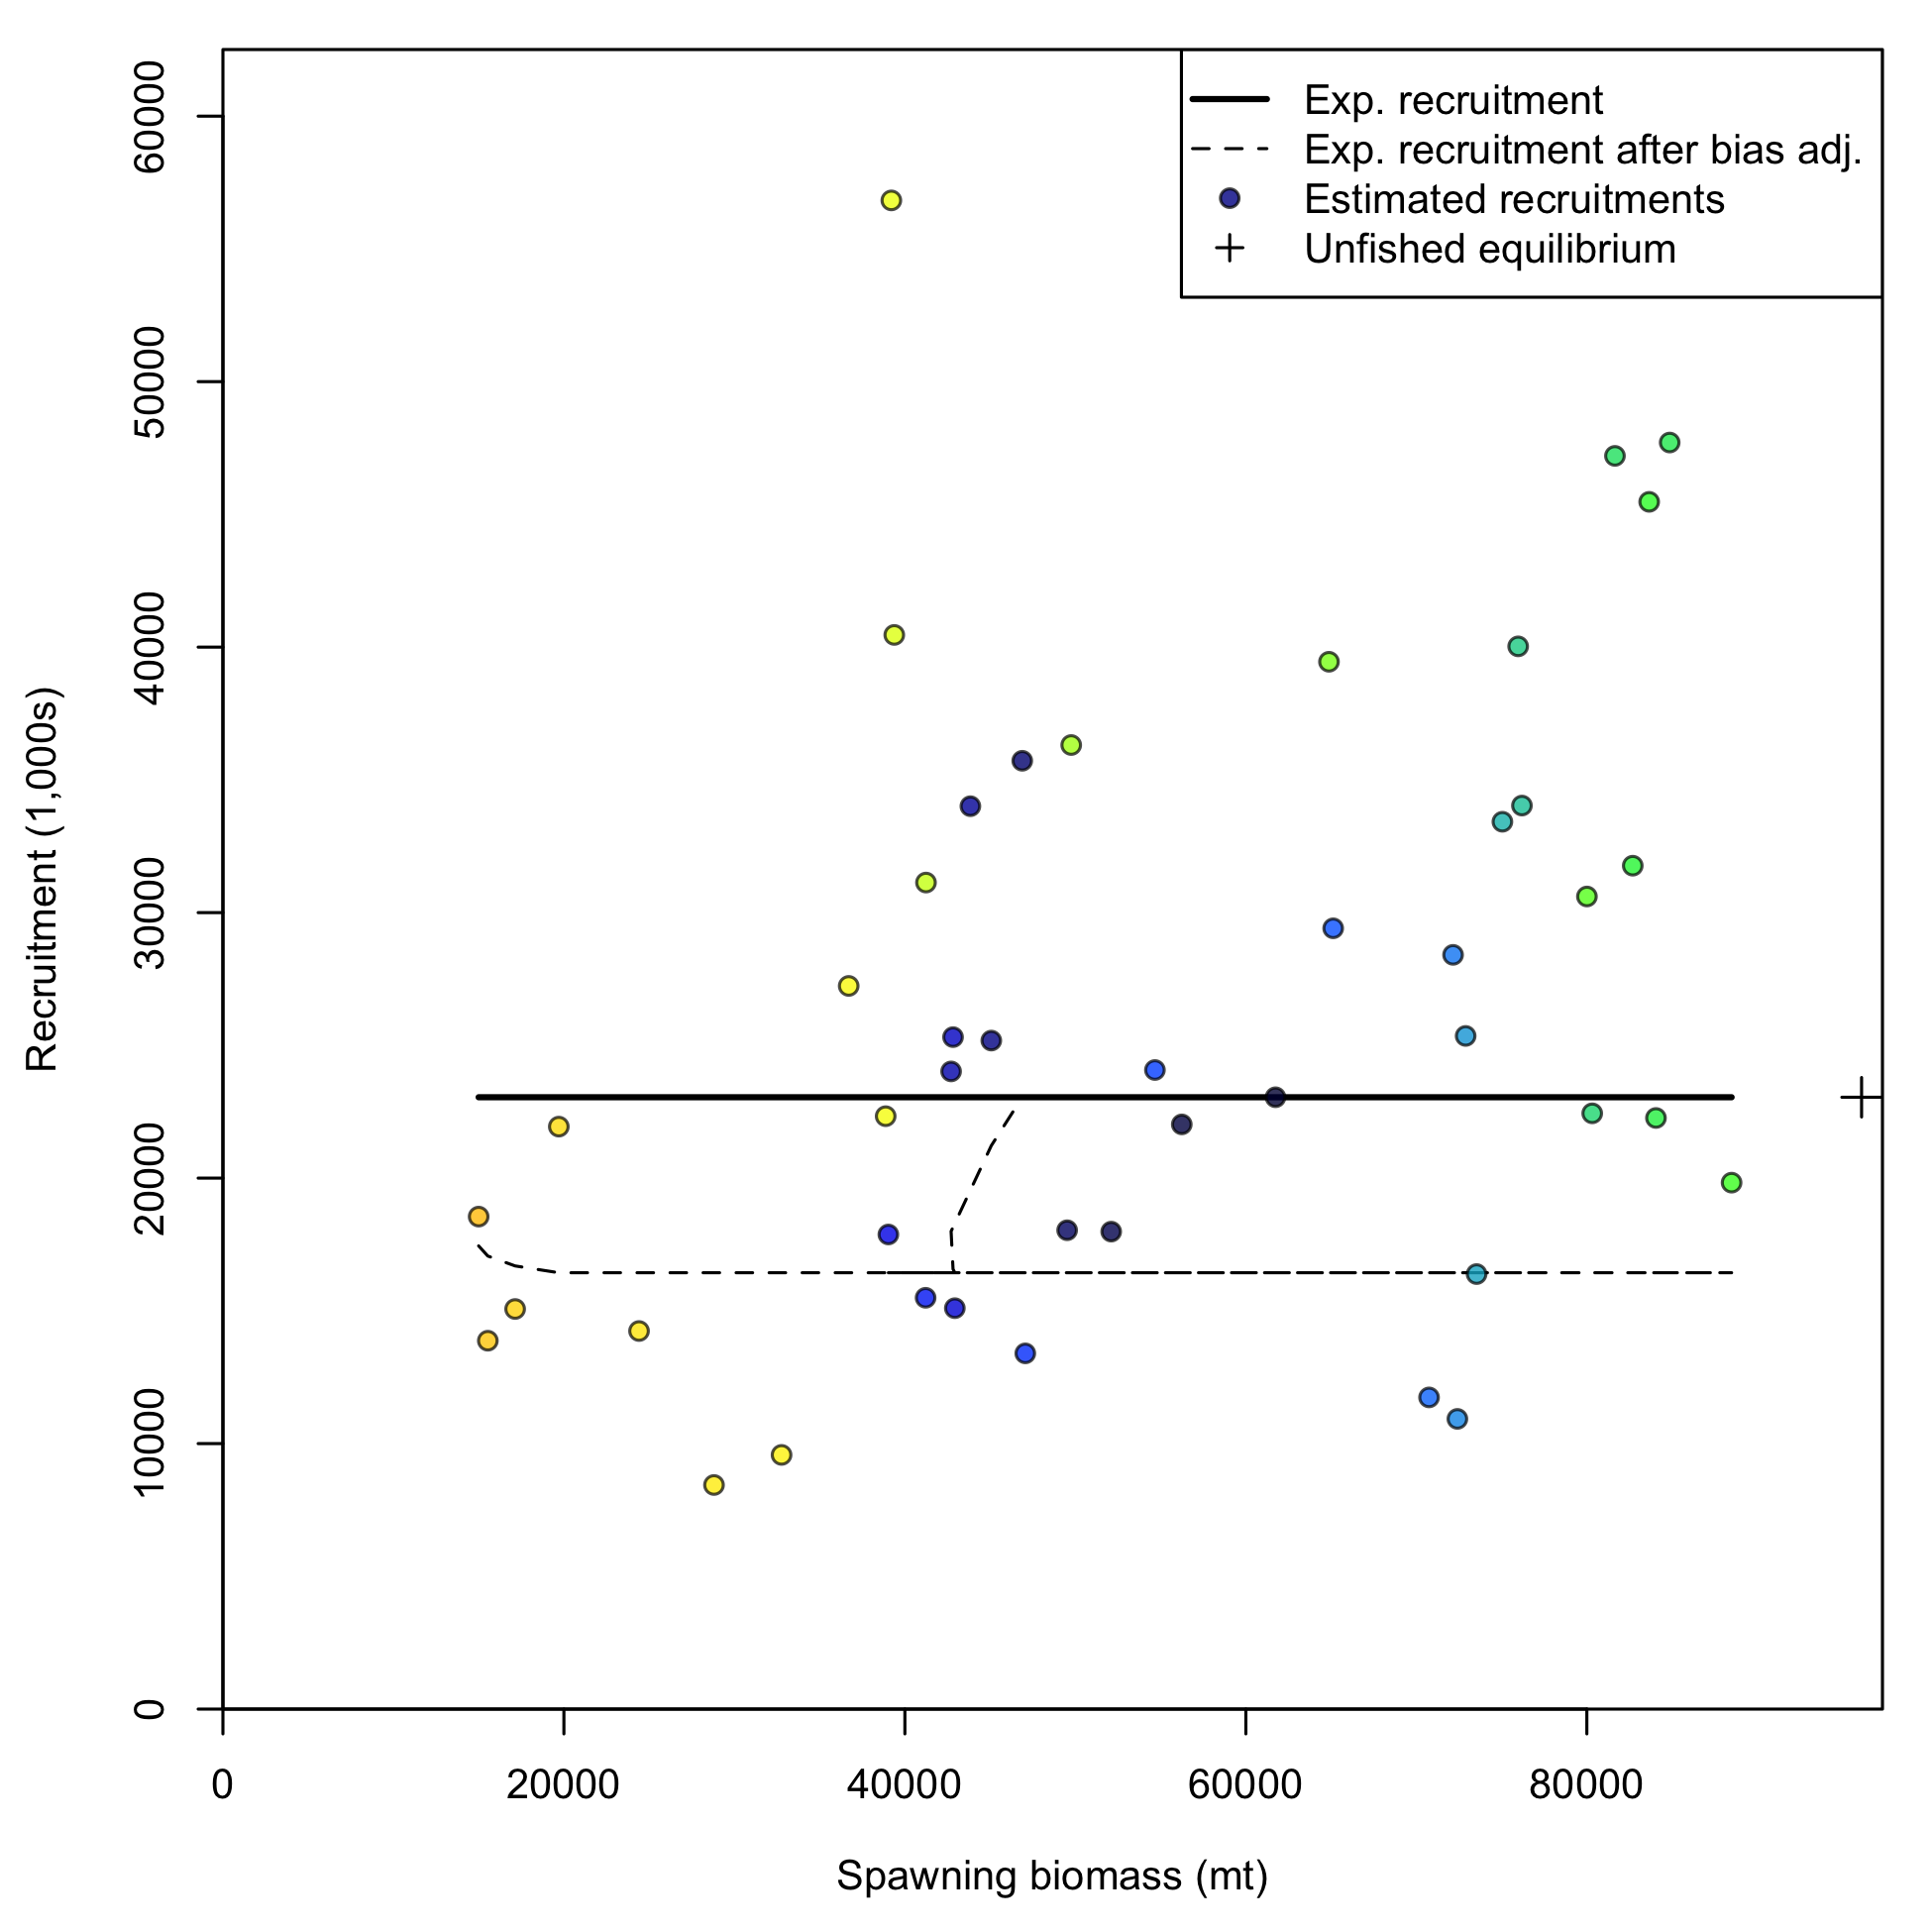 Exp. recruitment
Exp. recruitment after bias adj.
Estimated recruitments
Unfished equilibrium
Recruitment (1,000s)
60000
50000
40000
30000
20000
10000
0
0 20000 40000 60000 80000
Spawning biomass (mt)